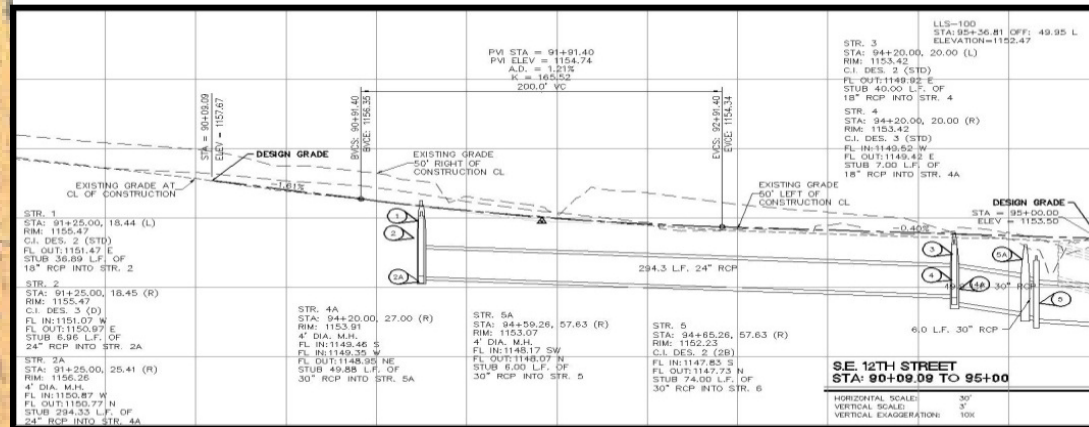 LLS-100
STA: 95+36.81 OFF: 49.95 L
ELEVATION=1152.47
PVI STA = 91+91.40
PVI ELEV = 1154.74
A.D. = 1.21%
K = 165.52
200.0' VC
STA = 90+09.09
ELEV = 1157.67
BVCS: 90+91.40
BVCE: 1156.35
EVCS: 92+91.40
EVCE: 1154.34
STR. 3
STA: 94+20.00, 20.00 (L)
RIM: 1153.42
C.I. DES. 2 (STD)
FL OUT: 1149.92 E
STUB 40.00 L.F. OF
18" RCP INTO STR. 4
STR. 4
STA: 94+20.00, 20.00 (R)
RIM: 1153.42
C.I. DES. 3 (STD)
FL IN: 1149.52 W
FL OUT: 1149.42 E
STUB 7.00 L.F. OF
18" RCP INTO STR. 4A
DESIGN GRADE
EXISTING GRADE
50' RIGHT OF
CONSTRUCTION CL
EXISTING GRADE AT
CL OF CONSTRUCTION
-1.61%
EXISTING GRADE
50' LEFT OF
CONSTRUCTION CL
DESIGN GRADE
STA = 95+00.00
ELEV = 1153.50
-0.40%
1
2
2A
3
4
4A
5A
5
294.3 L.F. 24" RCP
30" RCP
6.0 L.F. 30" RCP
STR. 1
STA: 91+25.00, 18.44 (L)
RIM: 1155.47
C.I. DES. 2 (STD)
FL OUT:1151.47 E
STUB 36.89 L.F. OF
18" RCP INTO STR. 2
STR. 2
STA: 91+25.00, 18.45 (R)
RIM: 1155.47
C.I. DES. 3 (D)
FL IN:1151.07 W
FL OUT:1150.97 E
STUB 6.96 L.F. OF
24" RCP INTO STR. 2A
STR. 2A
STA: 91+25.00, 25.41 (R)
RIM: 1156.26
4' DIA. M.H.
FL IN:1150.87 W
FL OUT:1150.77 N
STUB 294.33 L.F. OF
24" RCP INTO STR. 4A
STR. 4A
STA: 94+20.00, 27.00 (R)
RIM: 1153.91
4' DIA. M.H.
FL IN:1149.46 S
FL IN:1149.35 W
FL OUT:1148.95 NE
STUB 49.88 L.F. OF
30" RCP INTO STR. 5A
STR. 5A
STA: 94+59.26, 57.63 (R)
RIM: 1153.07
4' DIA. M.H.
FL IN:1148.17 SW
FL OUT:1148.07 N
STUB 6.00 L.F. OF
30" RCP INTO STR. 5
STR. 5
STA: 94+65.26, 57.63 (R)
RIM: 1152.23
C.I. DES. 2 (2B)
FL IN:1147.83 S
FL OUT:1147.73 N
STUB 74.00 L.F. OF
30" RCP INTO STR. 6
S.E. 12TH STREET
STA: 90+09.09 TO 95+00
HORIZONTAL SCALE: 30'
VERTICAL SCALE: 3'
VERTICAL EXAGGERATION: 10X